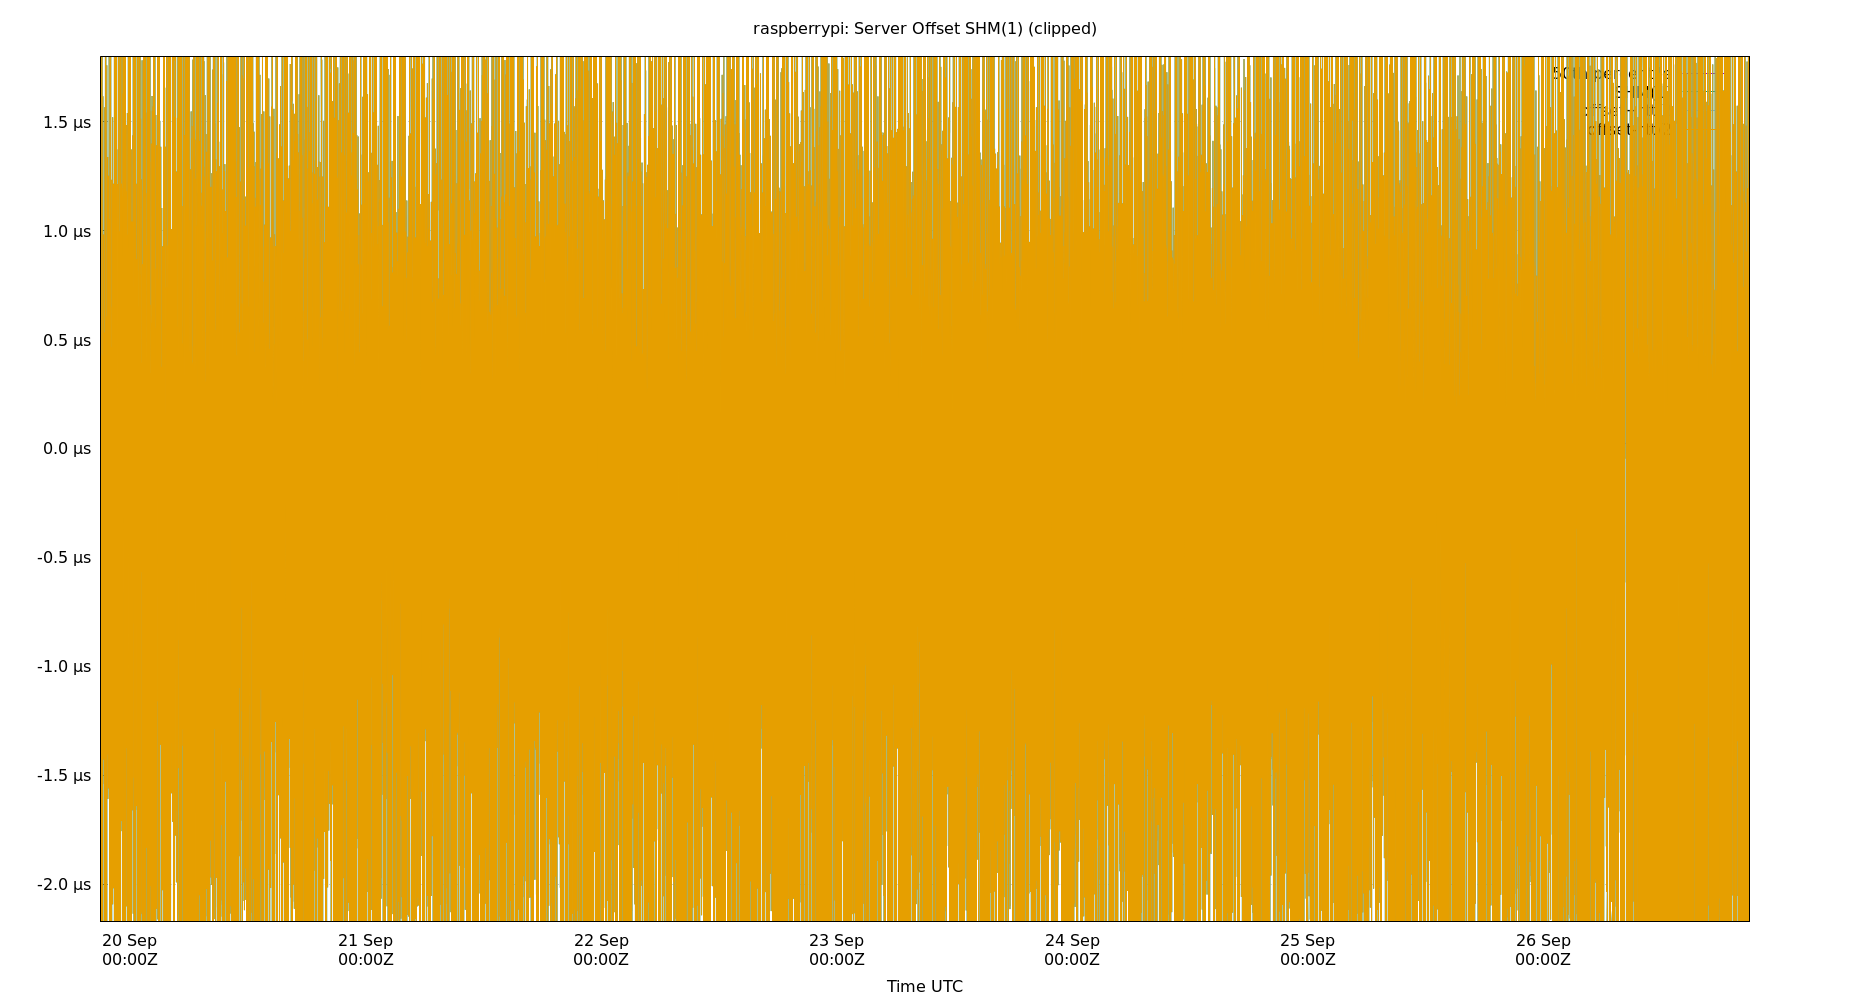 raspberrypi: Server Offset SHM(1) (clipped)
1.5 µs
1.0 µs
0.5 µs
0.0 µs
-0.5 µs
-1.0 µs
-1.5 µs
-2.0 µs
20 Sep 21 Sep 22 Sep 23 Sep 24 Sep 25 Sep 26 Sep
00:00Z 00:00Z 00:00Z 00:00Z 00:00Z 00:00Z 00:00Z
Time UTC